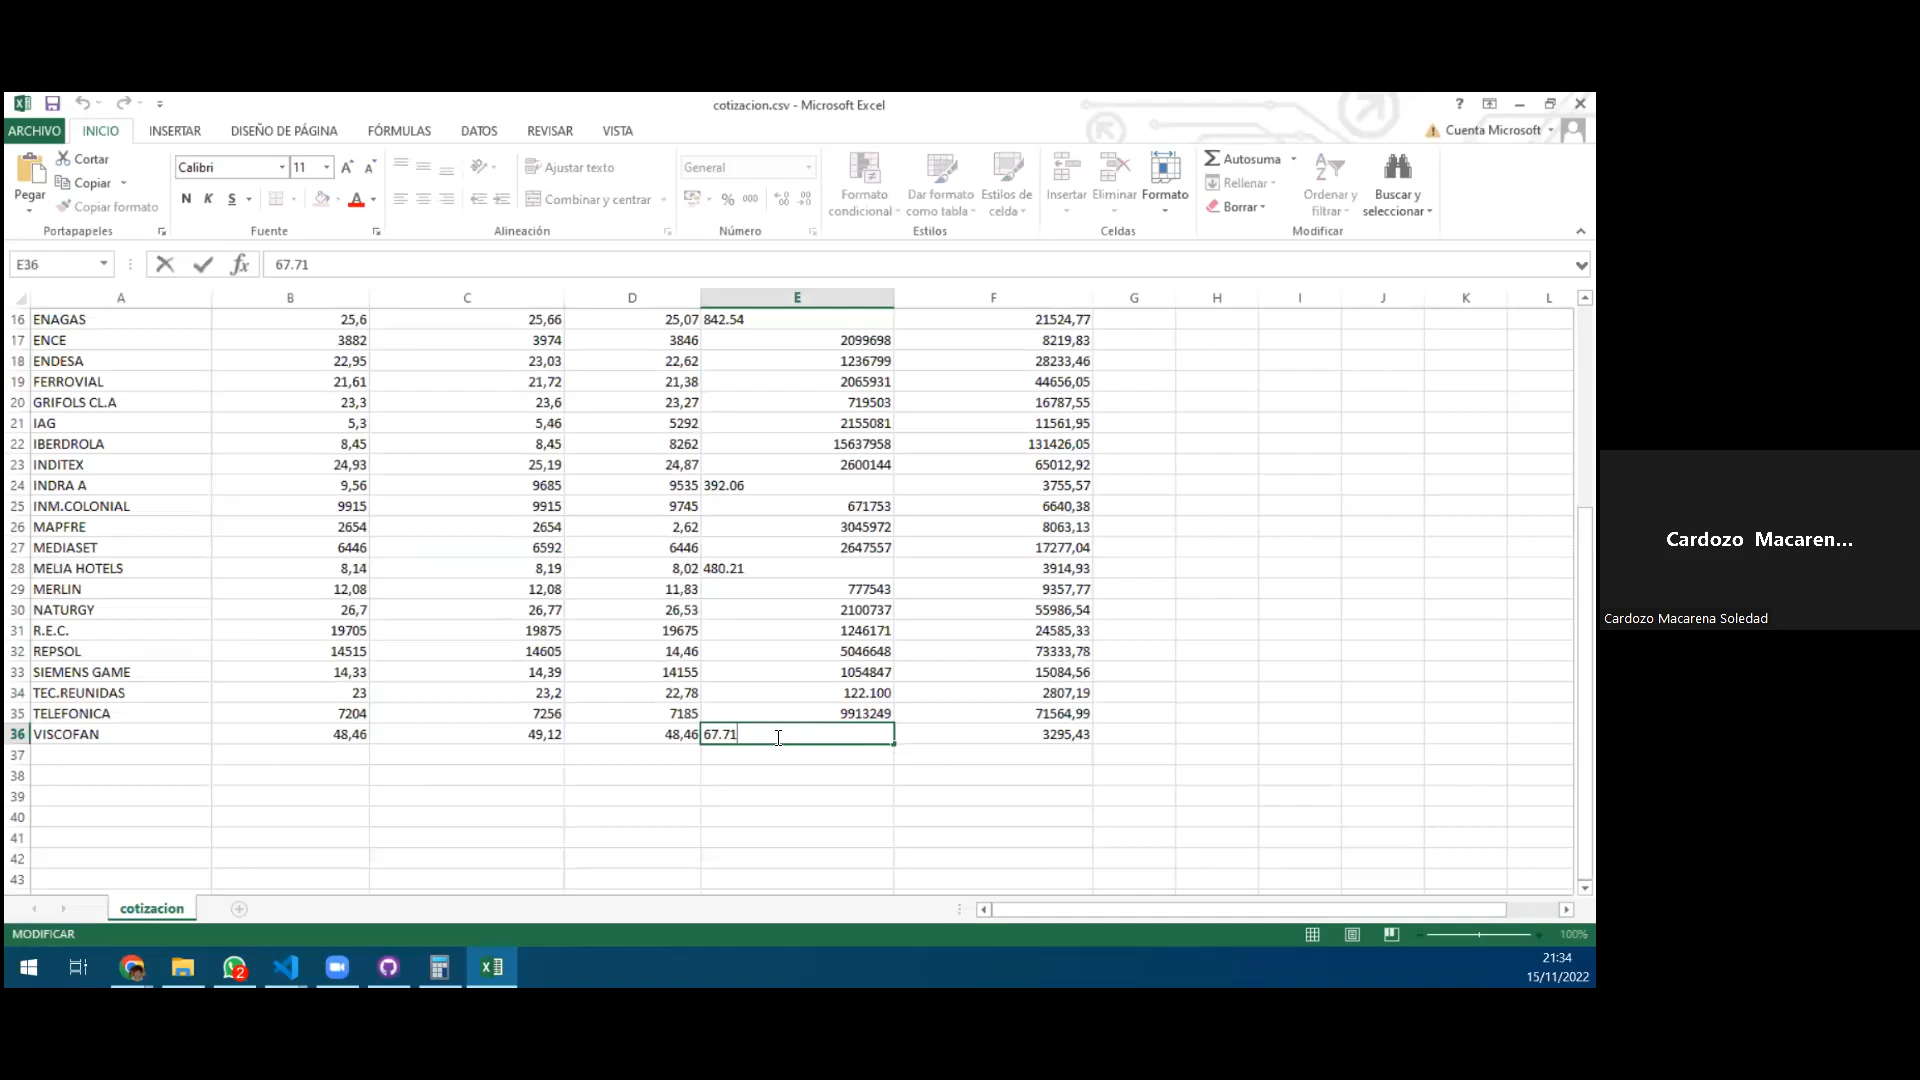 cotizacion.csv - Microsoft Excel
?
ARCHIVO INICIO INSERTAR DISEÑO DE PÁGINA FÓRMULAS DATOS REVISAR VISTA Cuenta Microsoft
Pegar
Cortar
Copiar
Copiar formato
Portapapeles
Calibri 11
N K S
Fuente
Ajustar texto
Combinar y centrar
Alineación
General
% 000
Número
Formato condicional
Dar formato como tabla
Estilos de celda
Estilos
Insertar Eliminar Formato
Celdas
Autosuma
Rellenar
Borrar
Ordenar y filtrar
Buscar y seleccionar
Modificar
E36 fx 67.71
A B C D E F G H I J K L
16 ENAGAS 25,6 25,66 25,07 842.54 21524,77
17 ENCE 3882 3974 3846 2099698 8219,83
18 ENDESA 22,95 23,03 22,62 1236799 28233,46
19 FERROVIAL 21,61 21,72 21,38 2065931 44656,05
20 GRIFOLS CL.A 23,3 23,6 23,27 719503 16787,55
21 IAG 5,3 5,46 5292 2155081 11561,95
22 IBERDROLA 8,45 8,45 8262 15637958 131426,05
23 INDITEX 24,93 25,19 24,87 2600144 65012,92
24 INDRA A 9,56 9685 9535 392.06 3755,57
25 INM.COLONIAL 9915 9915 9745 671753 6640,38
26 MAPFRE 2654 2654 2,62 3045972 8063,13
27 MEDIASET 6446 6592 6446 2647557 17277,04
28 MELIA HOTELS 8,14 8,19 8,02 480.21 3914,93
29 MERLIN 12,08 12,08 11,83 777543 9357,77
30 NATURGY 26,7 26,77 26,53 2100737 55986,54
31 R.E.C. 19705 19875 19675 1246171 24585,33
32 REPSOL 14515 14605 14,46 5046648 73333,78
33 SIEMENS GAME 14,33 14,39 14155 1054847 15084,56
34 TEC.REUNIDAS 23 23,2 22,78 122.100 2807,19
35 TELEFONICA 7204 7256 7185 9913249 71564,99
36 VISCOFAN 48,46 49,12 48,46 67.71 3295,43
37
38
39
40
41
42
43
cotizacion
MODIFICAR 100%
2
21:34
15/11/2022
Cardozo Macaren...
Cardozo Macarena Soledad